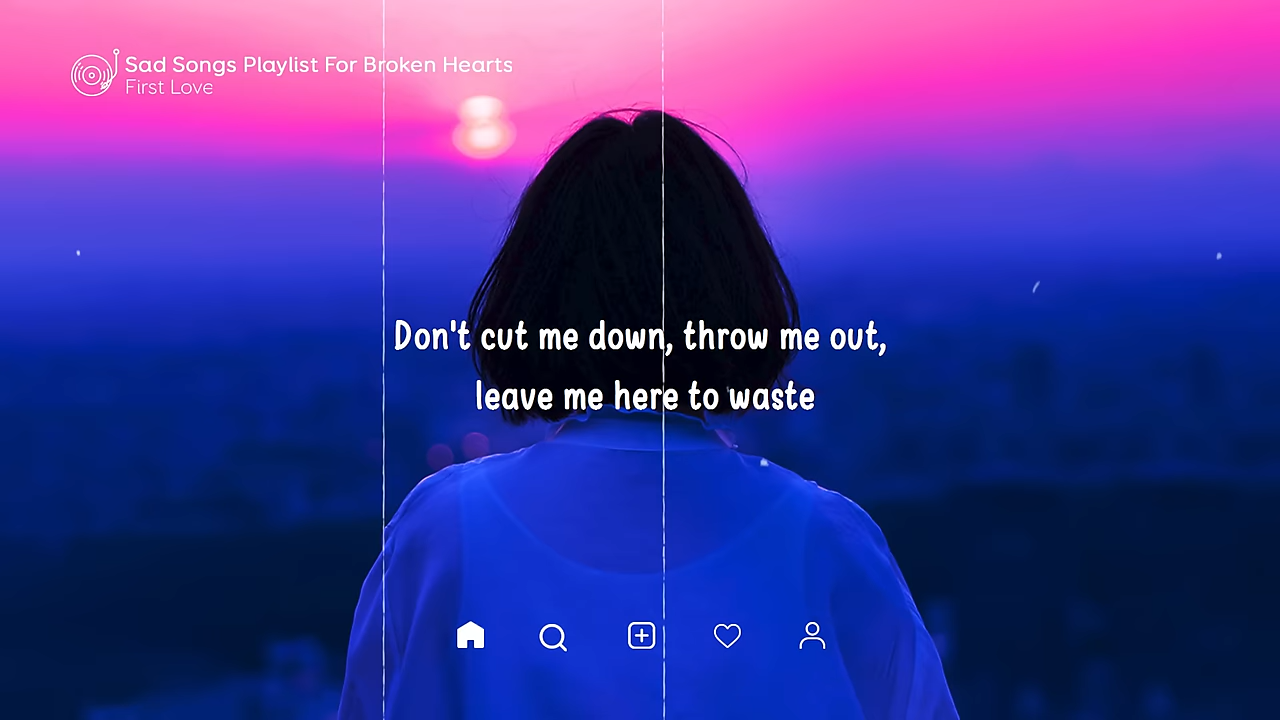 Sad Songs Playlist For Broken Hearts
First Love
Don't cut me down, throw me out,
leave me here to waste